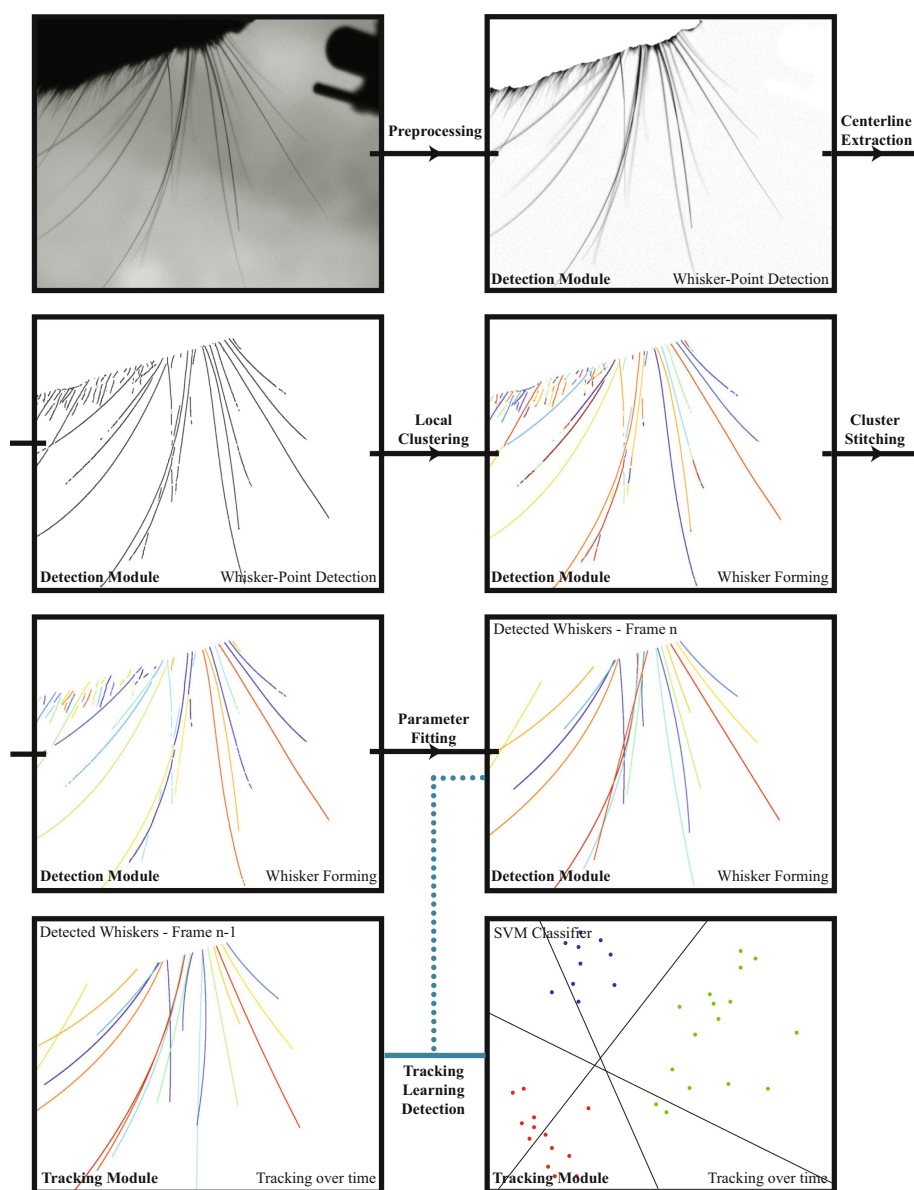 Preprocessing
Centerline
Extraction
Detection Module
Whisker-Point Detection
Detection Module
Whisker-Point Detection
Local
Clustering
Detection Module
Whisker Forming
Cluster
Stitching
Detection Module
Whisker Forming
Parameter
Fitting
Detected Whiskers - Frame n
Detection Module
Whisker Forming
Detected Whiskers - Frame n-1
Tracking Module
Tracking over time
Tracking
Learning
Detection
SVM Classifier
Tracking Module
Tracking over time